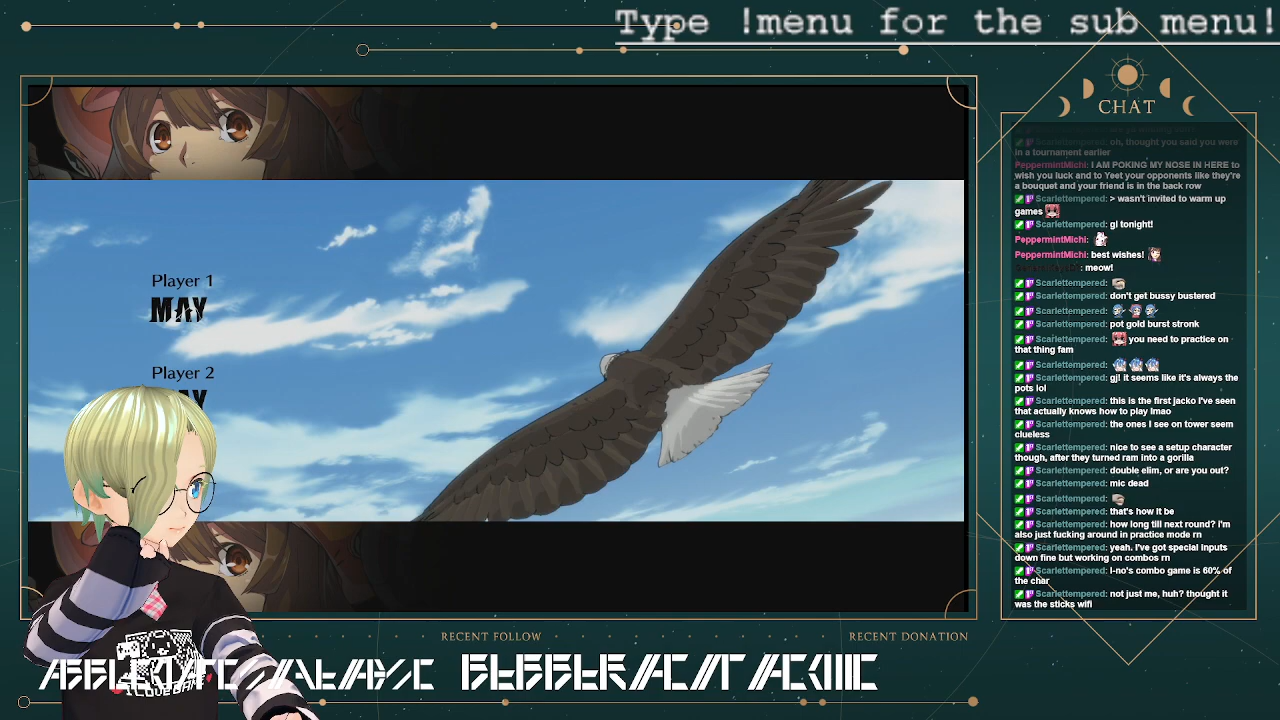 Type !menu for the sub menu!
Player 1
MAY
Player 2
CHAT
oh, thought you said you were
in a tournament earlier
PeppermintMichi: I AM POKING MY NOSE IN HERE to
wish you luck and to Yeet your opponents like they're
a bouquet and your friend is in the back row
Scarlettempered: > wasn't invited to warm up
games
Scarlettempered: gl tonight!
PeppermintMichi:
PeppermintMichi: best wishes!
: meow!
Scarlettempered:
Scarlettempered: don't get bussy bustered
Scarlettempered:
Scarlettempered: pot gold burst stronk
Scarlettempered: you need to practice on
that thing fam
Scarlettempered:
Scarlettempered: gj! it seems like it's always the
pots lol
Scarlettempered: this is the first jacko I've seen
that actually knows how to play lmao
Scarlettempered: the ones I see on tower seem
clueless
Scarlettempered: nice to see a setup character
though, after they turned ram into a gorilla
Scarlettempered: double elim, or are you out?
Scarlettempered: mic dead
Scarlettempered:
Scarlettempered: that's how it be
Scarlettempered: how long till next round? i'm
also just fucking around in practice mode rn
Scarlettempered: yeah. I've got special inputs
down fine but working on combos rn
Scarlettempered: I-no's combo game is 60% of
the char
Scarlettempered: not just me, huh? thought it
was the sticks wifi
RECENT FOLLOW
RECENT DONATION